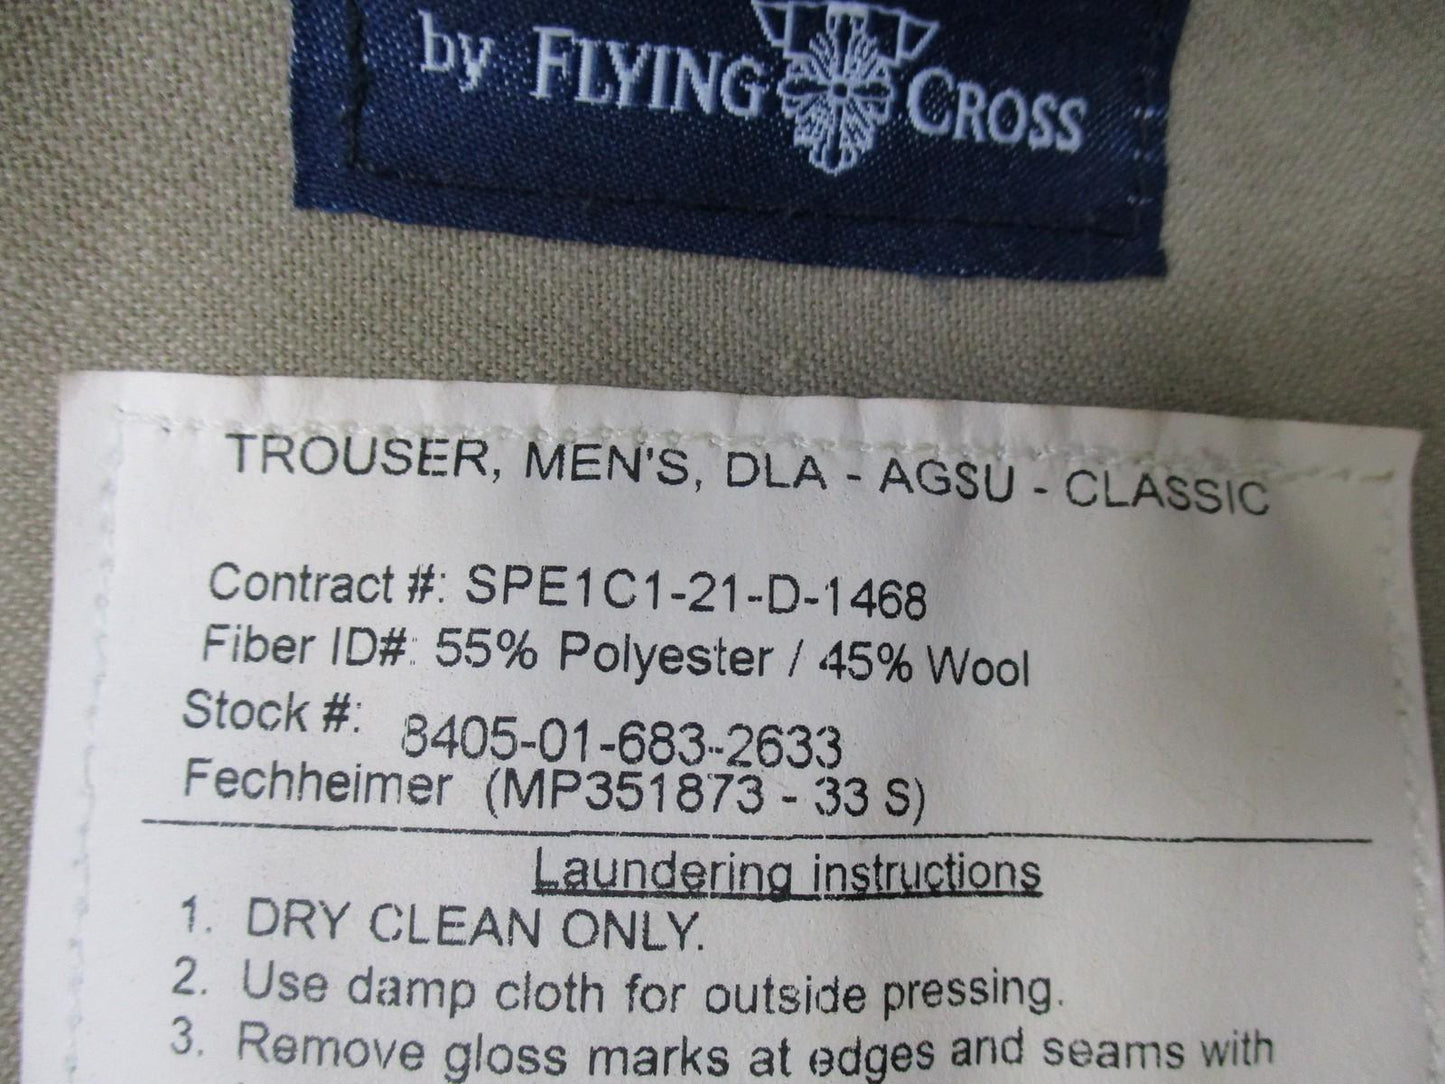 by FLYING CROSS
TROUSER, MEN'S, DLA - AGSU - CLASSIC
Contract #: SPE1C1-21-D-1468
Fiber ID#: 55% Polyester / 45% Wool
Stock #: 8405-01-683-2633
Fechheimer (MP351873 - 33 S)
Laundering instructions
1. DRY CLEAN ONLY.
2. Use damp cloth for outside pressing.
3. Remove gloss marks at edges and seams with